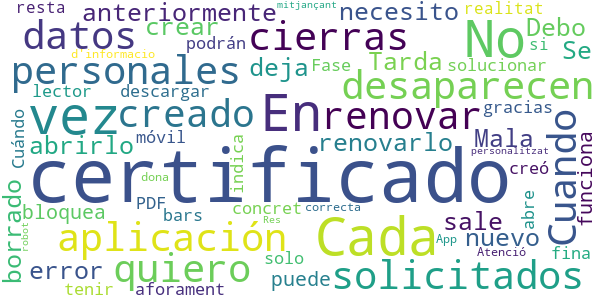 resta anteriormente necesito realitat
mitjançant
datos crear cierras No Debo
d'informacio podrán Se si
personales deja Fase Tarda solucionar
lector descargar desaparecen
vez creado En renovar Cuando gracias
Cuándo abrirlo móvil renovarlo Mala funciona
personalitzat
certificado creó
indica
borrado dona PDF concret correcta abre
bloquea bars Res Cada sale nuevo
robot aplicación solo App Atenció fina
error quiero puede solicitados
tenir aforament